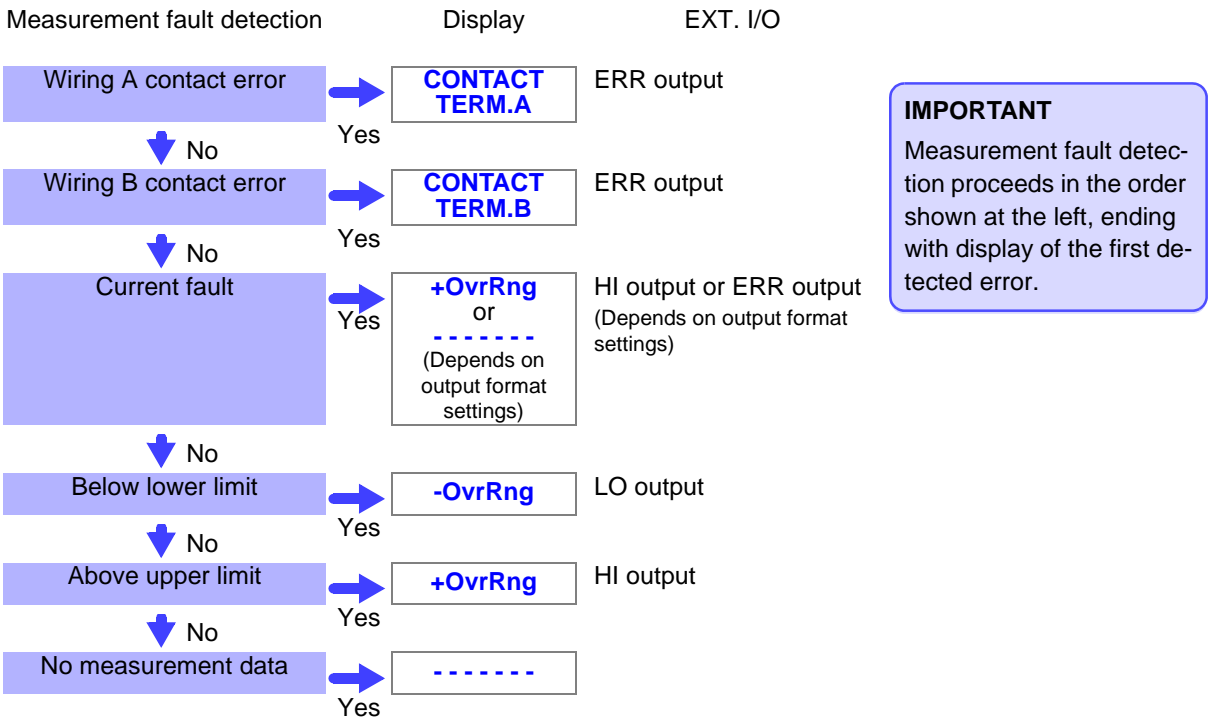 Measurement fault detection Display EXT. I/O
Wiring A contact error
Yes
CONTACT
TERM.A
ERR output
No
Wiring B contact error
Yes
CONTACT
TERM.B
ERR output
No
Current fault
Yes
+OvrRng
or
- - - - - - -
(Depends on
output format
settings)
HI output or ERR output
(Depends on output format
settings)
No
Below lower limit
Yes
-OvrRng
LO output
No
Above upper limit
Yes
+OvrRng
HI output
No
No measurement data
Yes
- - - - - - -
IMPORTANT
Measurement fault detec-
tion proceeds in the order
shown at the left, ending
with display of the first de-
tected error.